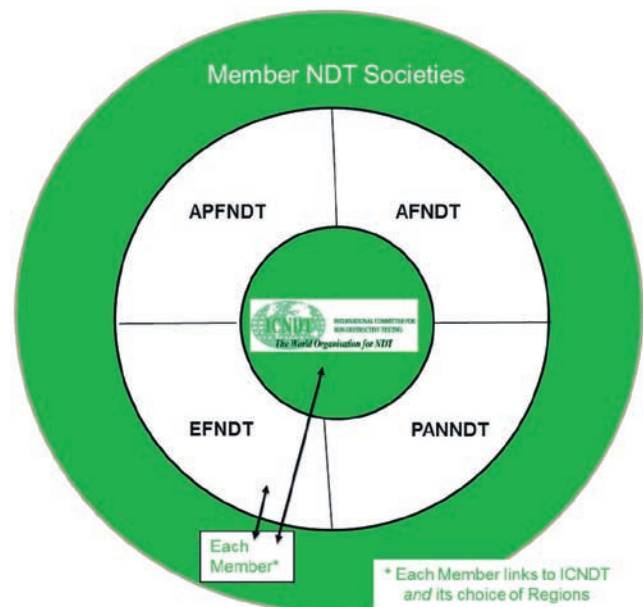 Member NDT Societies
APFNDT
AFNDT
ICNDT
INTERNATIONAL COMMITTEE FOR
NON-DESTRUCTIVE TESTING
The World Organisation for NDT
EFNDT
PANNDT
Each
Member*
* Each Member links to ICNDT
and its choice of Regions